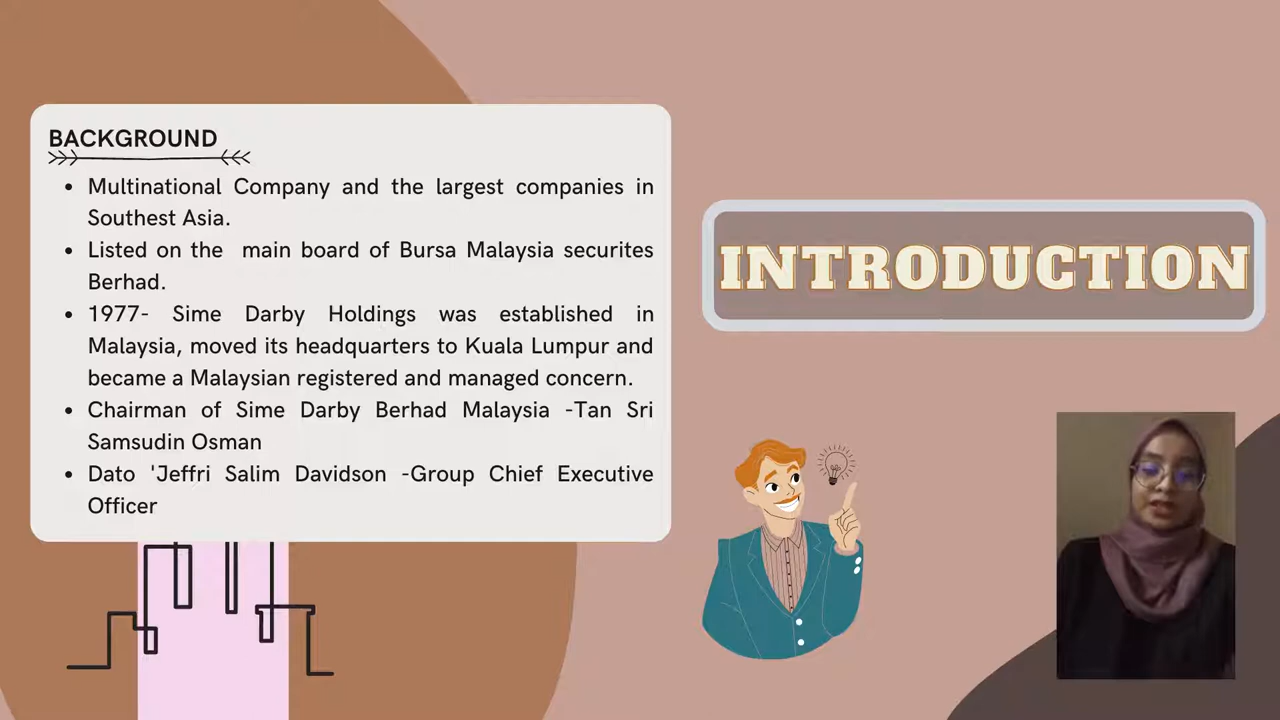 BACKGROUND
Multinational Company and the largest companies in
Southest Asia.
Listed on the main board of Bursa Malaysia securites
Berhad.
1977- Sime Darby Holdings was established in
Malaysia, moved its headquarters to Kuala Lumpur and
became a Malaysian registered and managed concern.
Chairman of Sime Darby Berhad Malaysia -Tan Sri
Samsudin Osman
Dato 'Jeffri Salim Davidson -Group Chief Executive
Officer
INTRODUCTION